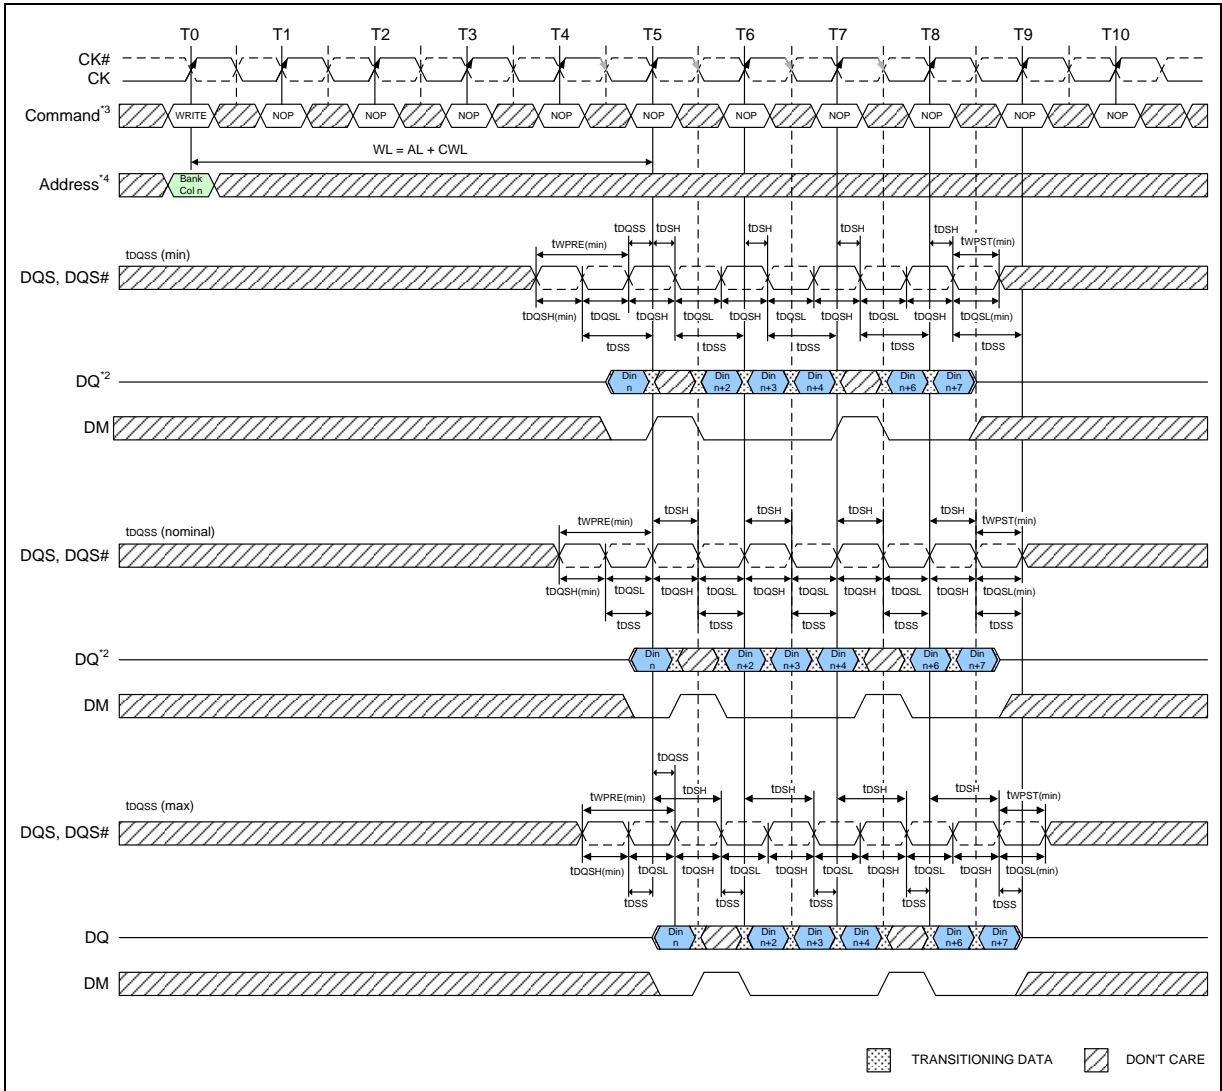 T0 T1 T2 T3 T4 T5 T6 T7 T8 T9 T10
CK#
CK
Command*3 WRITE NOP NOP NOP NOP NOP NOP NOP NOP NOP NOP
WL = AL + CWL
Address*4 Bank Col n
tDQSS tDSH tDSH tDSH tDSH
tDQSS (min) tWPRE(min) tWPST(min)
DQS, DQS#
tDQSH(min) tDQSL tDQSH tDQSL tDQSH tDQSL tDQSH tDQSL tDQSH tDQSL(min)
tDSS tDSS tDSS tDSS tDSS
DQ*2 Din n Din n+2 Din n+3 Din n+4 Din n+6 Din n+7
DM
tDSH tDSH tDSH tDSH
tDQSS (nominal) tWPRE(min) tWPST(min)
DQS, DQS#
tDQSH(min) tDQSL tDQSH tDQSL tDQSH tDQSL tDQSH tDQSL tDQSH tDQSL(min)
tDSS tDSS tDSS tDSS tDSS
DQ*2 Din n Din n+2 Din n+3 Din n+4 Din n+6 Din n+7
DM
tDQSS
tDQSS (max) tWPRE(min) tDSH tDSH tDSH tDSH tWPST(min)
DQS, DQS#
tDQSH(min) tDQSL tDQSH tDQSL tDQSH tDQSL tDQSH tDQSL tDQSH tDQSL(min)
tDSS tDSS tDSS tDSS tDSS
DQ Din n Din n+2 Din n+3 Din n+4 Din n+6 Din n+7
DM
TRANSITIONING DATA DON'T CARE